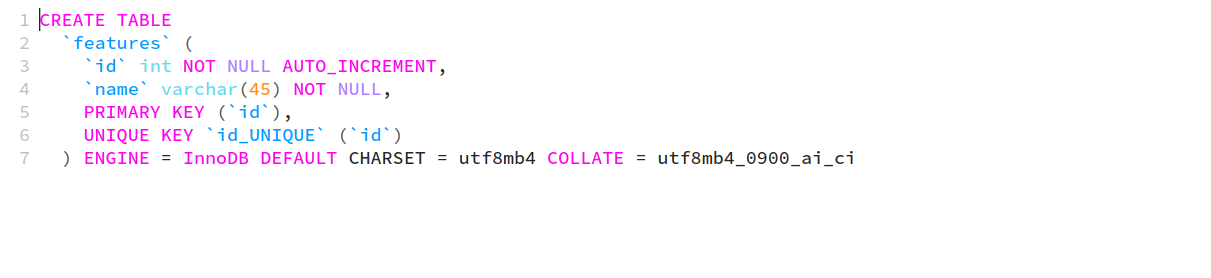 1 CREATE TABLE
2 `features` (
3 `id` int NOT NULL AUTO_INCREMENT,
4 `name` varchar(45) NOT NULL,
5 PRIMARY KEY (`id`),
6 UNIQUE KEY `id_UNIQUE` (`id`)
7 ) ENGINE = InnoDB DEFAULT CHARSET = utf8mb4 COLLATE = utf8mb4_0900_ai_ci